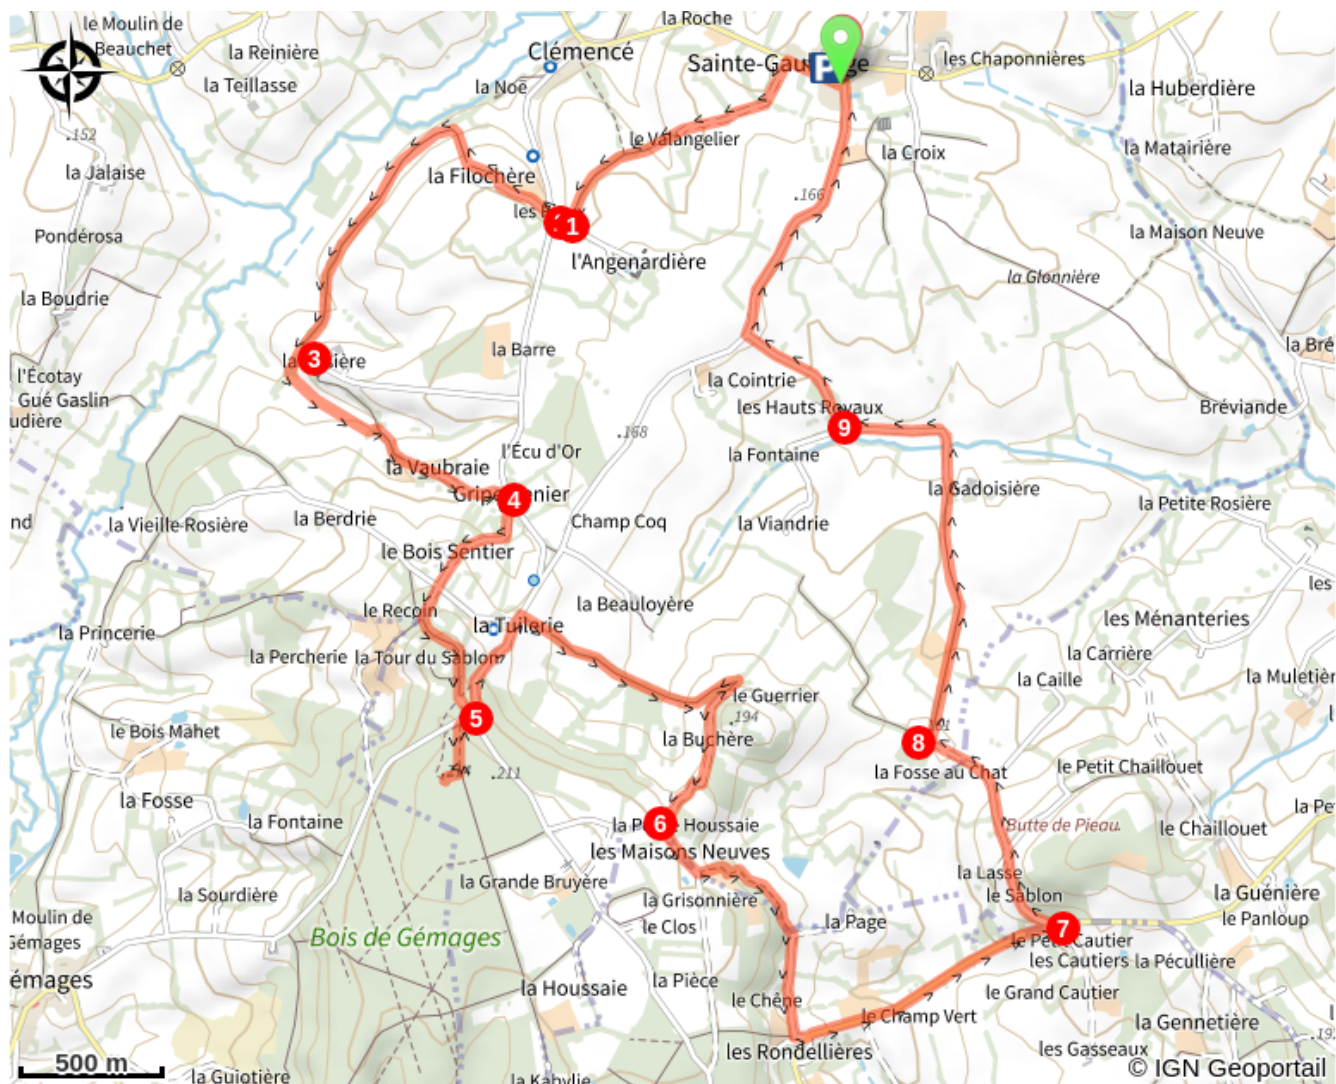 la Roche
le Moulin de
Beauchet
la Reinière
Clémencé
les Chaponnières
P
la Teillasse
la Noë
la Huberdière
.152
le Valangelier
la Croix
la Matairière
la Jalaise
la Filochère
.166
les
1
Pondérosa
la Maison Neuve
l'Angenardière
la Glonnière
la Boudrie
la Barre
3
l'Écotay
la Cointrie
Gué Gaslin
udière
les Hauts Royaux
Bréviande
9
.168
l'Écu d'Or
la Fontaine
la Vaubraie
4
la Gadoisière
la Petite Rosière
nd
la Vieille Rosière
la Berdrie
Champ Coq
la Viandrie
le Bois Sentier
les
la Beauloyère
le Recoin
les Ménanteries
la Tuilerie
la Princerie
la Carrière
la Percherie
la Tour du Sablon
la Caille
le Guerrier
.194
5
le Bois Mahet
la Buchère
8
.211
la Fosse au Chat
le Petit Chaillouet
la Fosse
la Fontaine
6
Houssaie
Butte de Pieau
le Chaillouet
les Maisons Neuves
la Grande Bruyère
la Lasse
la Sourdière
le Sablon
la Guénière
la Grisonnière
le Panloup
Moulin de
Gémages
le Clos
la Page
7
Bois de Gémages
le Petit Cautier
les Cautiers
la Pécullière
émages
la Pièce
la Houssaie
le Chêne
le Grand Cautier
le Champ Vert
la Gennetière
les Rondellières
les Gasseaux
500 m
© IGN Geoportail
la Guiotière
la Kabylie